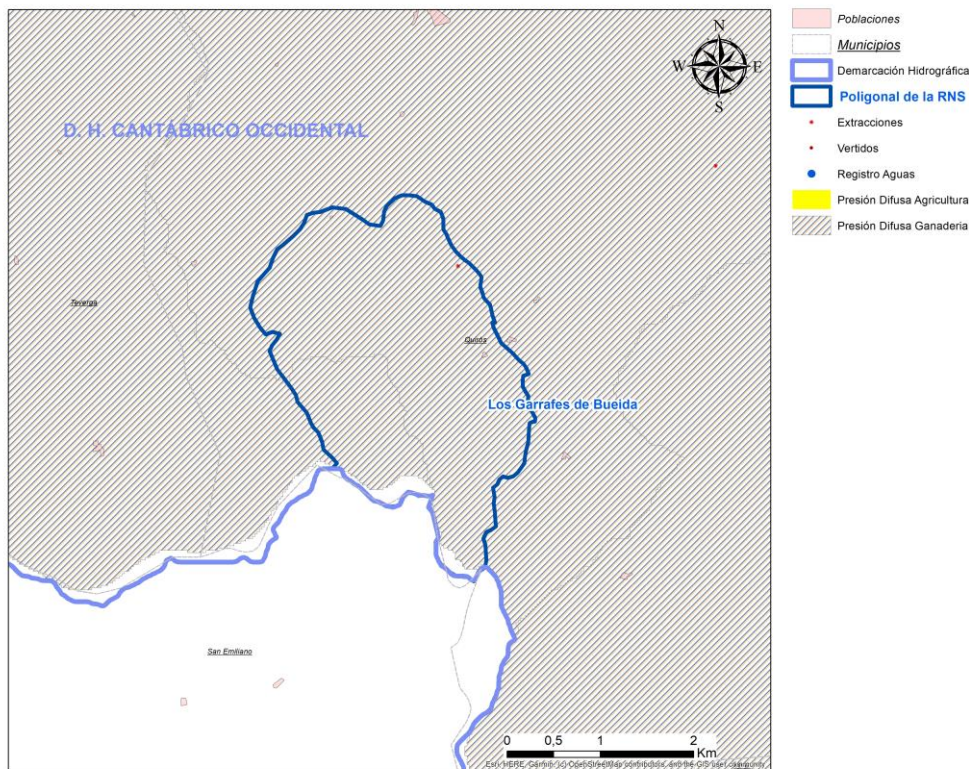 D. H. CANTÁBRICO OCCIDENTAL
N
W E
S
Teverga
Quirós
Los Garrafes de Bueida
San Emiliano
0 0,5 1 2
Km
Esri, HERE, Garmin, (c) OpenStreetMap contributors, and the GIS user community
Poblaciones
Municipios
Demarcación Hidrográfica
Poligonal de la RNS
Extracciones
Vertidos
Registro Aguas
Presión Difusa Agricultura
Presión Difusa Ganaderia